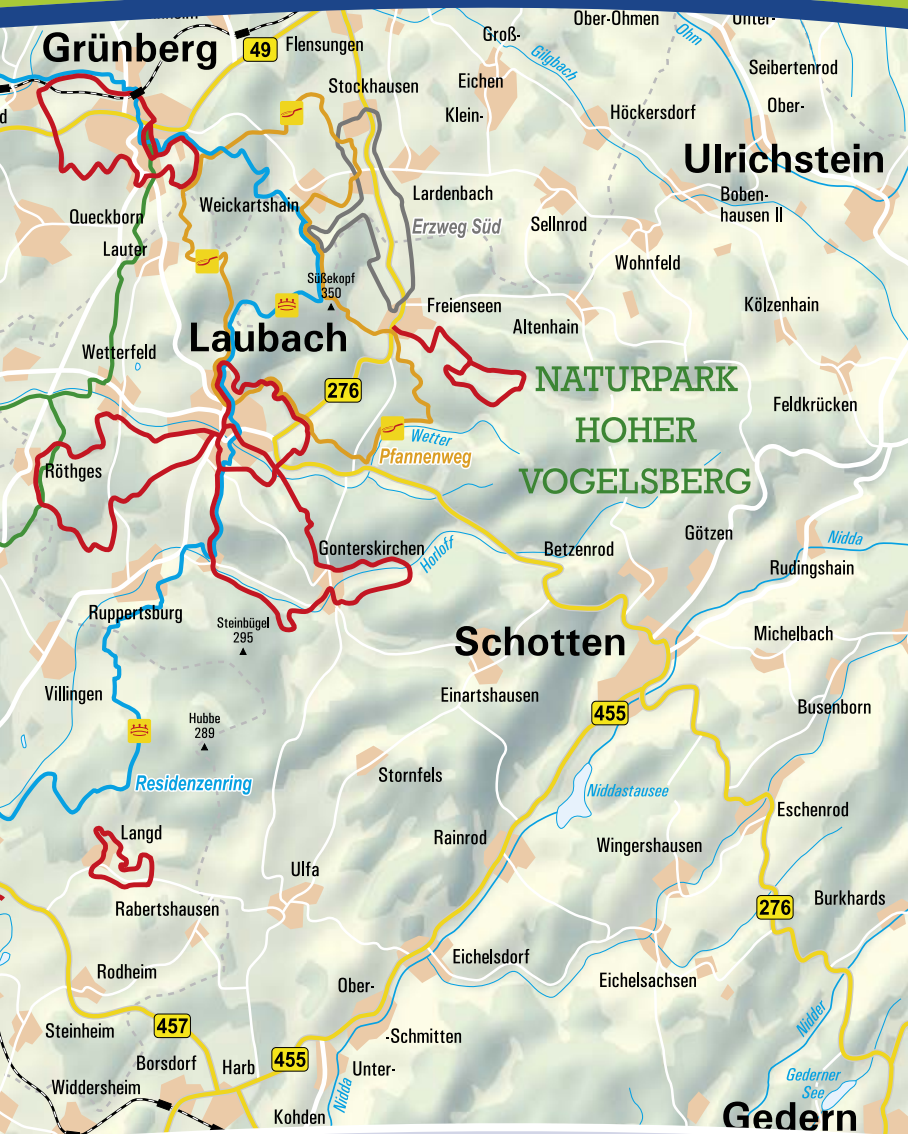 Ober-Ohmen
Unter-
Grünberg
49
Flensungen
Groß-
Ohm
Gilgbach
Seibertenrod
Stockhausen
Eichen
Ober-
d
Klein-
Höckersdorf
Ulrichstein
Lardenbach
Boben-
hausen II
Queckborn
Weickartshain
Erzweg Süd
Sellnrod
Lauter
Wohnfeld
Süßekopf
350
Freienseen
Kölzenhain
Laubach
Altenhain
Wetterfeld
276
NATURPARK
HOHER
VOGELSBERG
Feldkrücken
Wetter
Pfannenweg
Röthges
Götzen
Nidda
Gonterskirchen
Horloff
Betzenrod
Rudingshain
Ruppertsburg
Steinbügel
295
Schotten
Michelbach
Villingen
Einartshausen
Busenborn
Hubbe
289
455
Stornfels
Residenzenring
Niddastausee
Eschenrod
Langd
Rainrod
Wingershausen
Ulfa
Rabertshausen
276
Burkhards
Eichelsdorf
Rodheim
Ober-
Eichelsachsen
Steinheim
457
-Schmitten
Nidder
Borsdorf
Harb
455
Unter-
Widdersheim
Nidda
Gederner
See
Kohden
Gedern